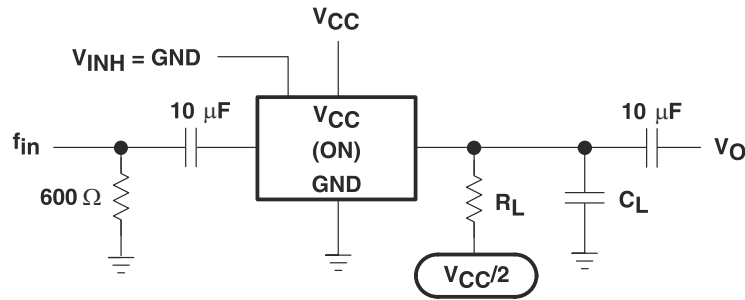 VCC
VINH = GND
10 μF
VCC
10 μF
fin
(ON)
VO
GND
600 Ω
RL
CL
VCC/2